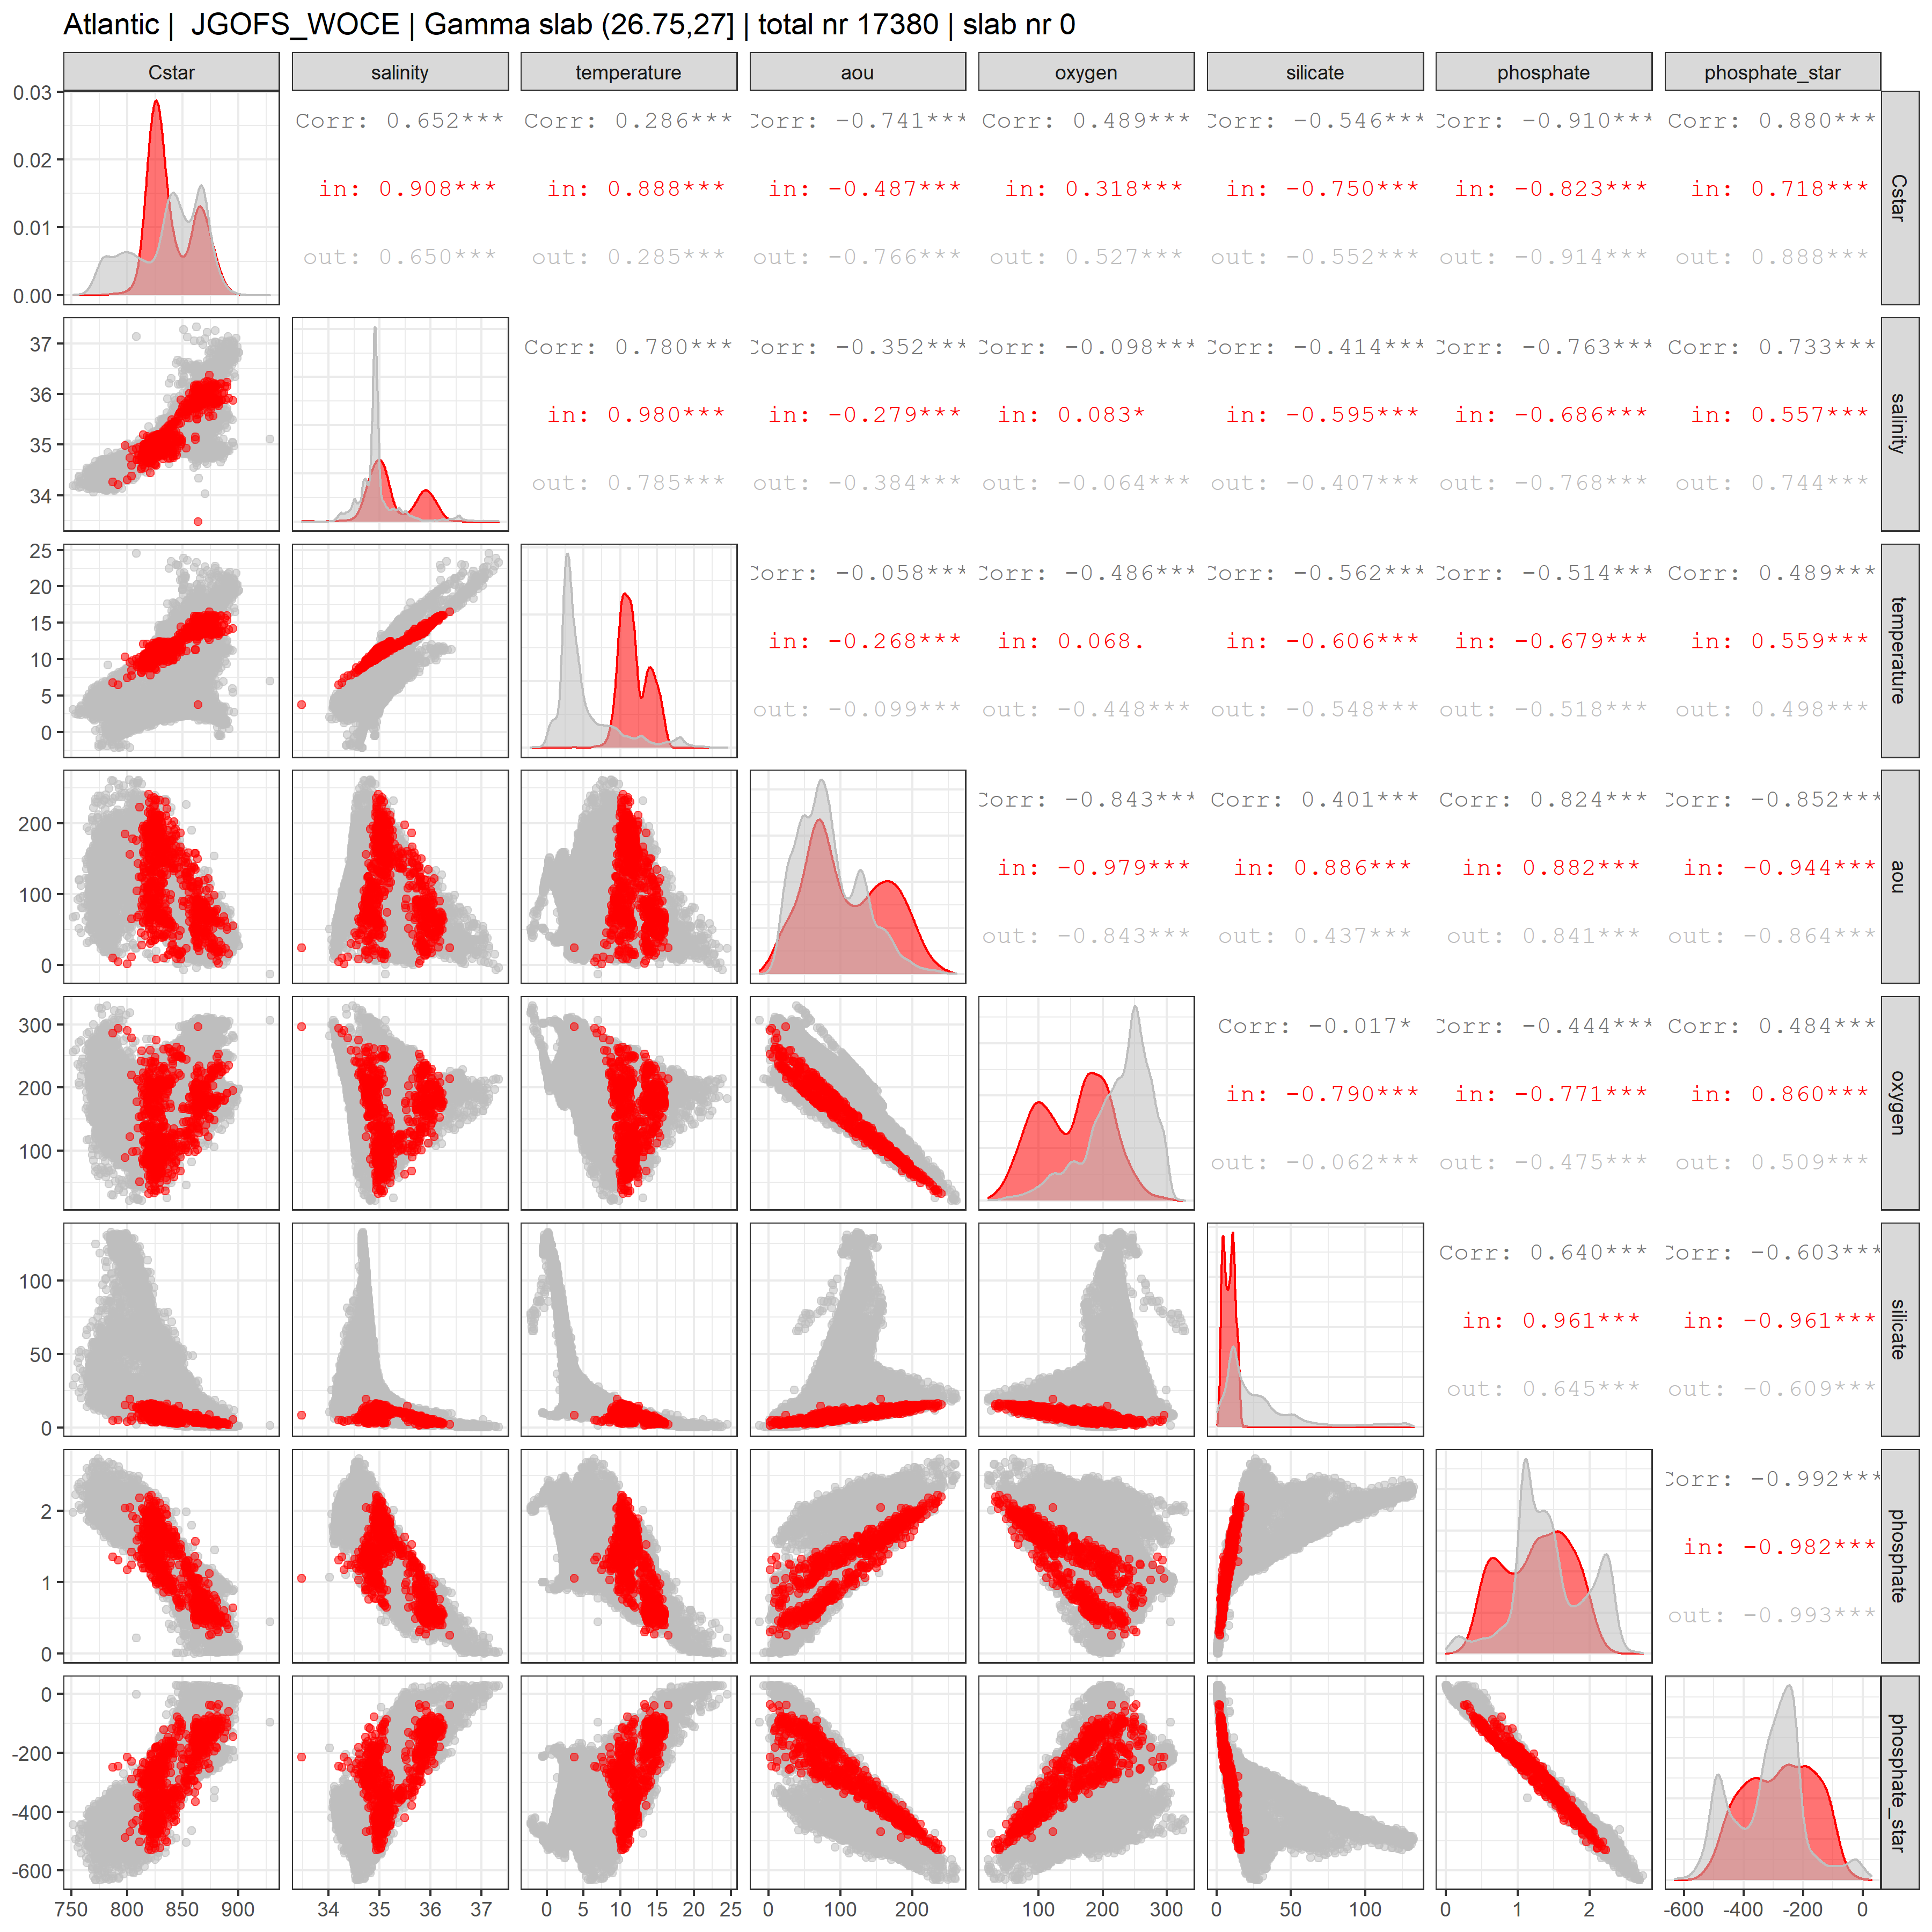 Atlantic |  JGOFS_WOCE | Gamma slab (26.75,27] | total nr 17380 | slab nr 0
Cstar salinity temperature aou oxygen silicate phosphate phosphate_star
0.03
0.02
0.01
0.00
Corr: 0.652*** Corr: 0.286*** Corr: -0.741*** Corr: 0.489*** Corr: -0.546*** Corr: -0.910*** Corr: 0.880***
in: 0.908*** in: 0.888*** in: -0.487*** in: 0.318*** in: -0.750*** in: -0.823*** in: 0.718***
out: 0.650*** out: 0.285*** out: -0.766*** out: 0.527*** out: -0.552*** out: -0.914*** out: 0.888***
Cstar
37
36
35
34
Corr: 0.780*** Corr: -0.352*** Corr: -0.098*** Corr: -0.414*** Corr: -0.763*** Corr: 0.733***
in: 0.980*** in: -0.279*** in: 0.083* in: -0.595*** in: -0.686*** in: 0.557***
out: 0.785*** out: -0.384*** out: -0.064*** out: -0.407*** out: -0.768*** out: 0.744***
salinity
25
20
15
10
5
0
Corr: -0.058*** Corr: -0.486*** Corr: -0.562*** Corr: -0.514*** Corr: 0.489***
in: -0.268*** in: 0.068. in: -0.606*** in: -0.679*** in: 0.559***
out: -0.099*** out: -0.448*** out: -0.548*** out: -0.518*** out: 0.498***
temperature
200
100
0
Corr: -0.843*** Corr: 0.401*** Corr: 0.824*** Corr: -0.852***
in: -0.979*** in: 0.886*** in: 0.882*** in: -0.944***
out: -0.843*** out: 0.437*** out: 0.841*** out: -0.864***
aou
300
200
100
Corr: -0.017* Corr: -0.444*** Corr: 0.484***
in: -0.790*** in: -0.771*** in: 0.860***
out: -0.062*** out: -0.475*** out: 0.509***
oxygen
100
50
0
Corr: 0.640*** Corr: -0.603***
in: 0.961*** in: -0.961***
out: 0.645*** out: -0.609***
silicate
2
1
0
Corr: -0.992***
in: -0.982***
out: -0.993***
phosphate
0
-200
-400
-600
phosphate_star
750 800 850 900 34 35 36 37 0 5 10 15 20 25 0 100 200 100 200 300 0 50 100 0 1 2 -600 -400 -200 0